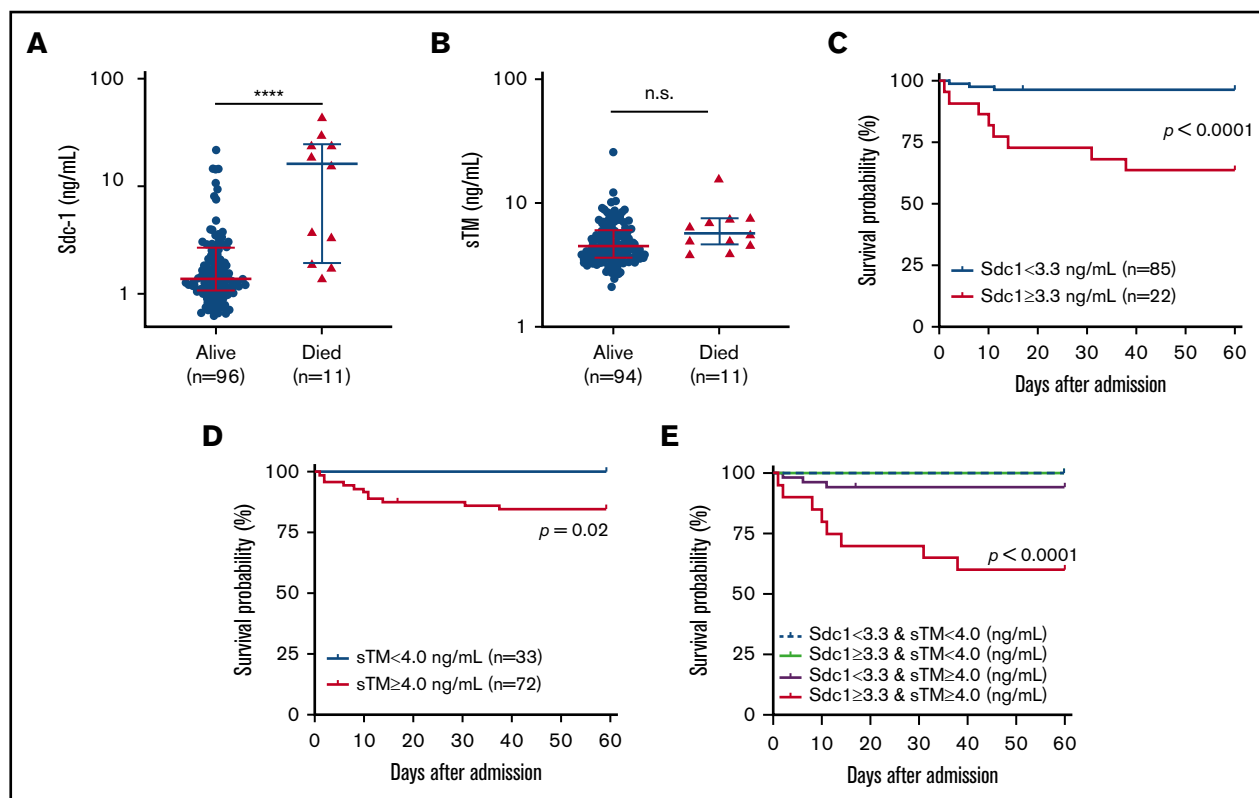 A
Sdc-1 (ng/mL)
100
10
1
****
Alive
(n=96)
Died
(n=11)
B
sTM (ng/mL)
100
10
1
n.s.
Alive
(n=94)
Died
(n=11)
C
Survival probability (%)
100
75
50
25
0
p < 0.0001
Sdc1<3.3 ng/mL (n=85)
Sdc1≥3.3 ng/mL (n=22)
0 10 20 30 40 50 60
Days after admission
D
Survival probability (%)
100
75
50
25
0
p = 0.02
sTM<4.0 ng/mL (n=33)
sTM≥4.0 ng/mL (n=72)
0 10 20 30 40 50 60
Days after admission
E
Survival probability (%)
100
75
50
25
0
p < 0.0001
Sdc1<3.3 & sTM<4.0 (ng/mL)
Sdc1≥3.3 & sTM<4.0 (ng/mL)
Sdc1<3.3 & sTM≥4.0 (ng/mL)
Sdc1≥3.3 & sTM≥4.0 (ng/mL)
0 10 20 30 40 50 60
Days after admission